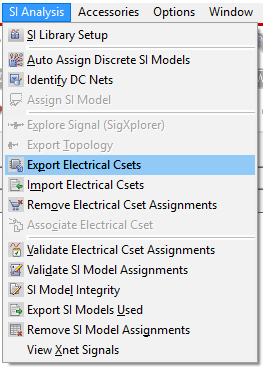 SI Analysis Accessories Options Window
SI Library Setup
Auto Assign Discrete SI Models
Identify DC Nets
Assign SI Model
Explore Signal (SigXplorer)
Export Topology
Export Electrical Csets
Import Electrical Csets
Remove Electrical Cset Assignments
Associate Electrical Cset
Validate Electrical Cset Assignments
Validate SI Model Assignments
SI Model Integrity
Export SI Models Used
Remove SI Model Assignments
View Xnet Signals